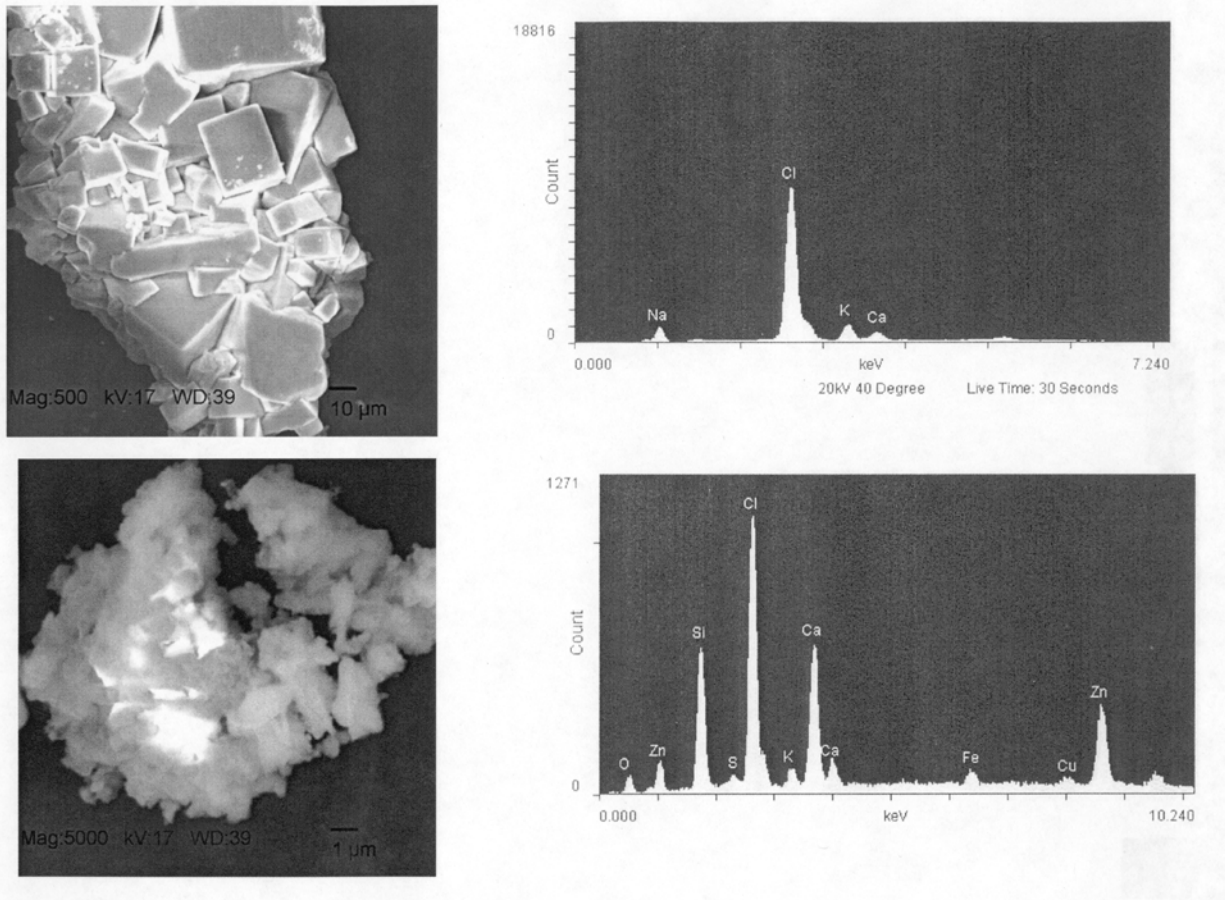 Mag:500 kV:17 WD:39
10 µm
18816
Count
0
Cl
Na
K
Ca
0.000
keV
7.240
20kV 40 Degree Live Time: 30 Seconds
Mag:5000 kV:17 WD:39
1 µm
1271
Count
0
Cl
Si
Ca
Zn
O
Zn
S
K
Ca
Fe
Cu
0.000
keV
10.240